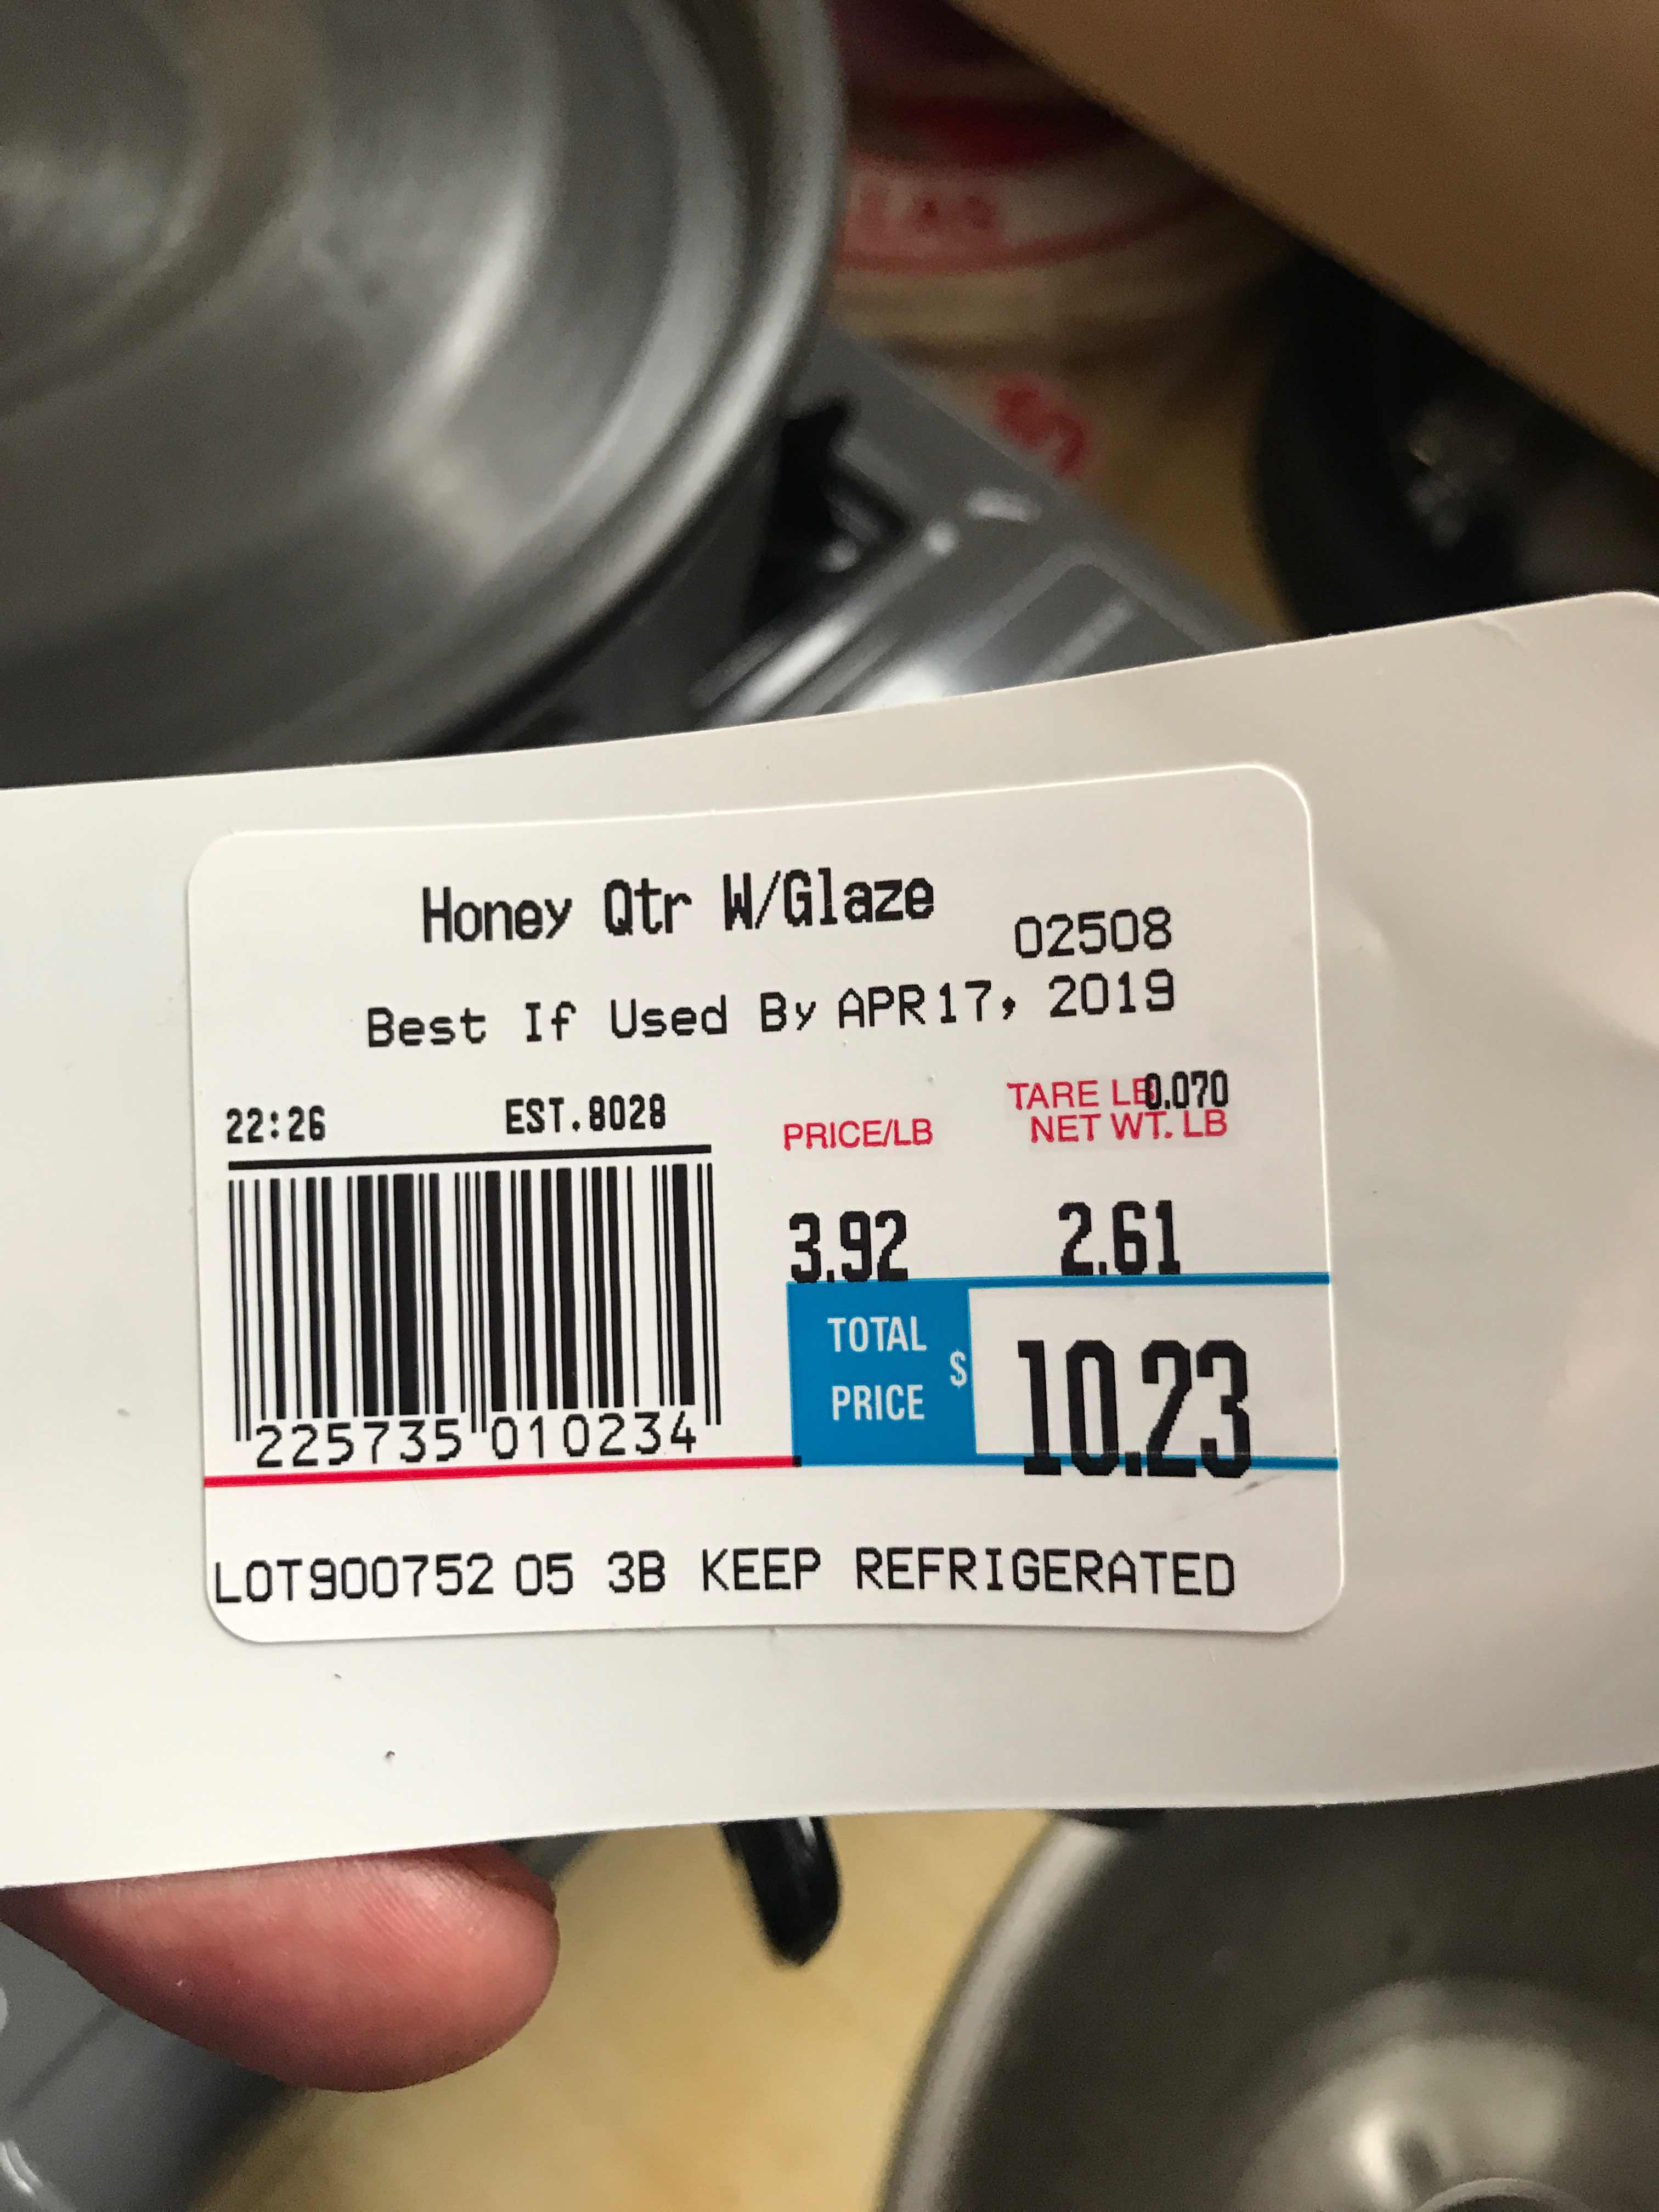 Honey Qtr W/Glaze
02508
Best If Used By APR17, 2019
22:26 EST.8028
TARE LB 0.070
PRICE/LB NET WT. LB
3.92 2.61
TOTAL PRICE $ 10.23
225735 010234
LOT900752 05 3B KEEP REFRIGERATED